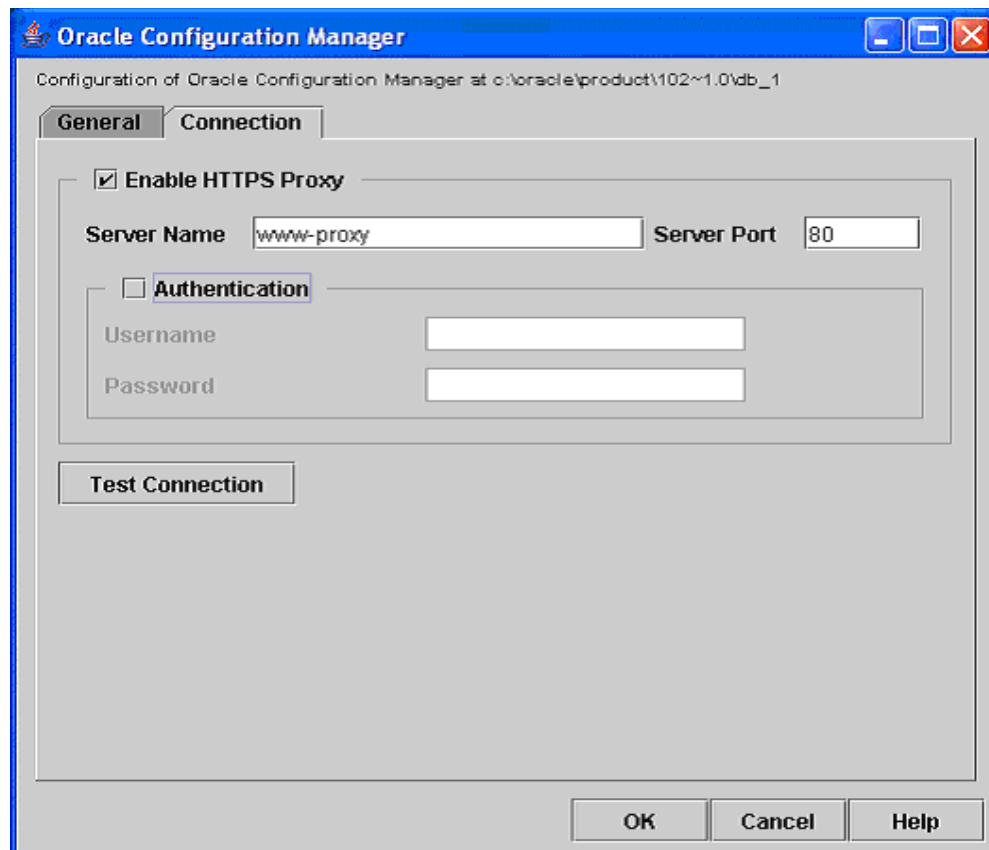 Oracle Configuration Manager
Configuration of Oracle Configuration Manager at c:\oracle\product\102~1.0\db_1
General Connection
Enable HTTPS Proxy
Server Name www-proxy Server Port 80
Authentication
Username
Password
Test Connection
OK Cancel Help